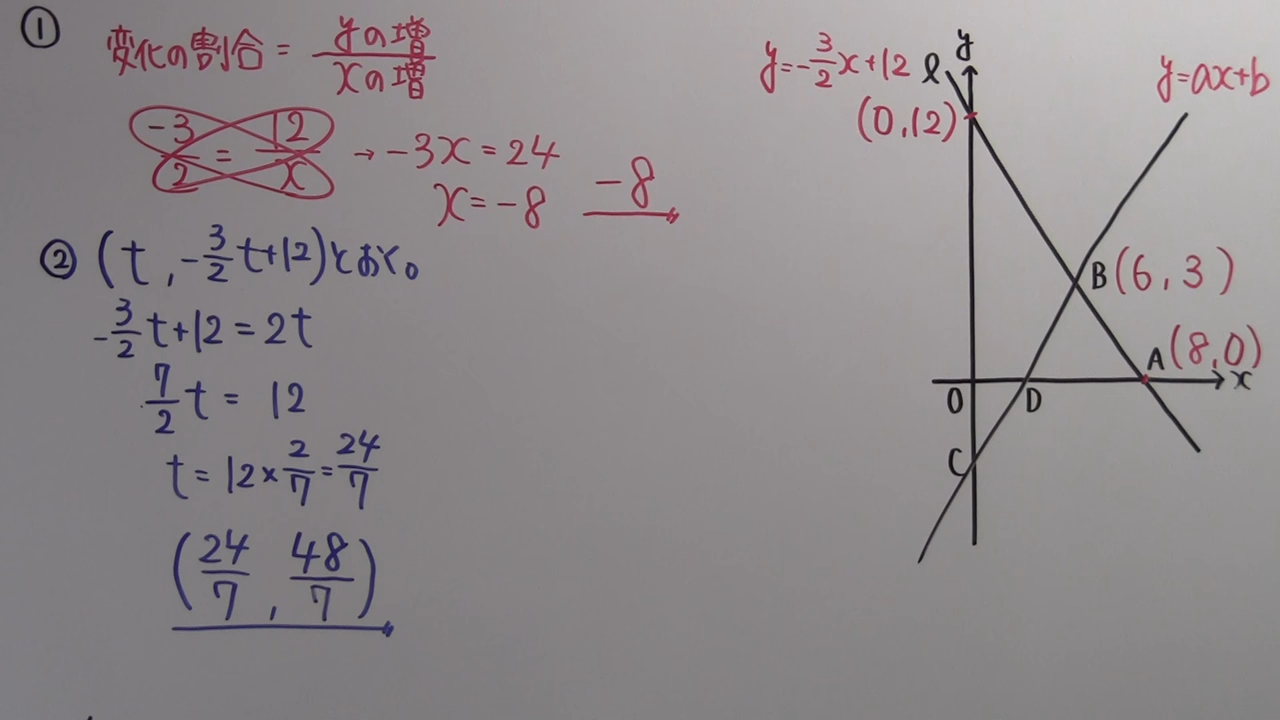 ① 変化の割合 = yの増/xの増
-3/2 = 12/x → -3x = 24
x = -8 -8
② (t, -3/2t+12)とおく。
-3/2t+12 = 2t
7/2t = 12
t = 12×2/7 = 24/7
(24/7, 48/7)
y=-3/2x+12
ℓ
y
y=ax+b
(0,12)
B(6,3)
A(8,0)
x
O
D
C